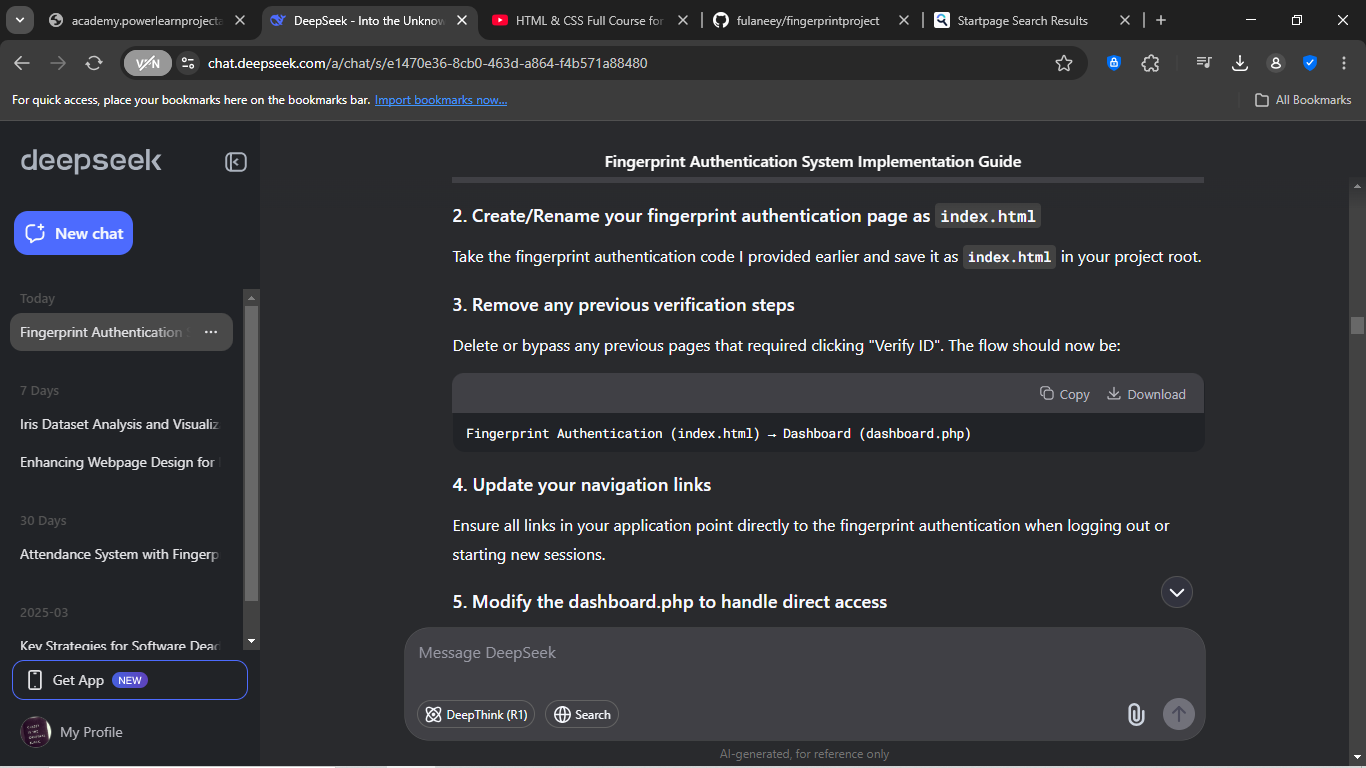 academy.powerlearnprojecta
DeepSeek - Into the Unknow
HTML & CSS Full Course for
fulaneey/fingerprintproject
Startpage Search Results
VPN
chat.deepseek.com/a/chat/s/e1470e36-8cb0-463d-a864-f4b571a88480
For quick access, place your bookmarks here on the bookmarks bar. Import bookmarks now...
All Bookmarks
deepseek
New chat
Today
Fingerprint Authentication
7 Days
Iris Dataset Analysis and Visualiz
Enhancing Webpage Design for
30 Days
Attendance System with Fingerp
2025-03
Key Strategies for Software Dead
Get App NEW
My Profile
Fingerprint Authentication System Implementation Guide
2. Create/Rename your fingerprint authentication page as index.html
Take the fingerprint authentication code I provided earlier and save it as index.html in your project root.
3. Remove any previous verification steps
Delete or bypass any previous pages that required clicking "Verify ID". The flow should now be:
Copy Download
Fingerprint Authentication (index.html) → Dashboard (dashboard.php)
4. Update your navigation links
Ensure all links in your application point directly to the fingerprint authentication when logging out or
starting new sessions.
5. Modify the dashboard.php to handle direct access
Message DeepSeek
DeepThink (R1) Search
AI-generated, for reference only